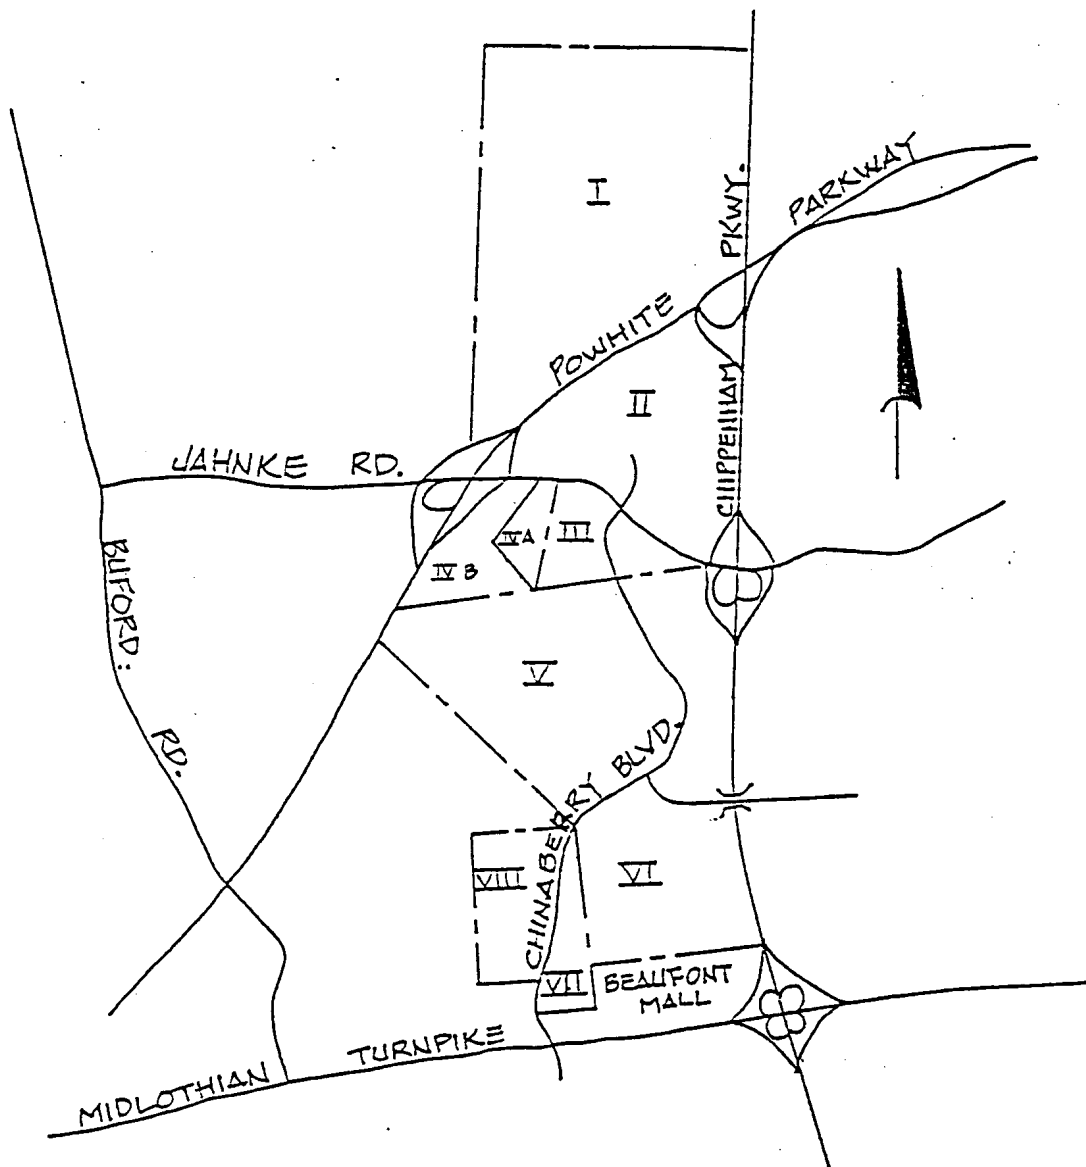 I
PKWY.
PARKWAY
POWHITE
II
CHIPPENHAM
JAHNKE RD.
IV A
III
IV B
BUFORD:
RD.
V
BLVD.
CHINABERRY
VIII
VI
VII
BEAUFONT
MALL
MIDLOTHIAN TURNPIKE